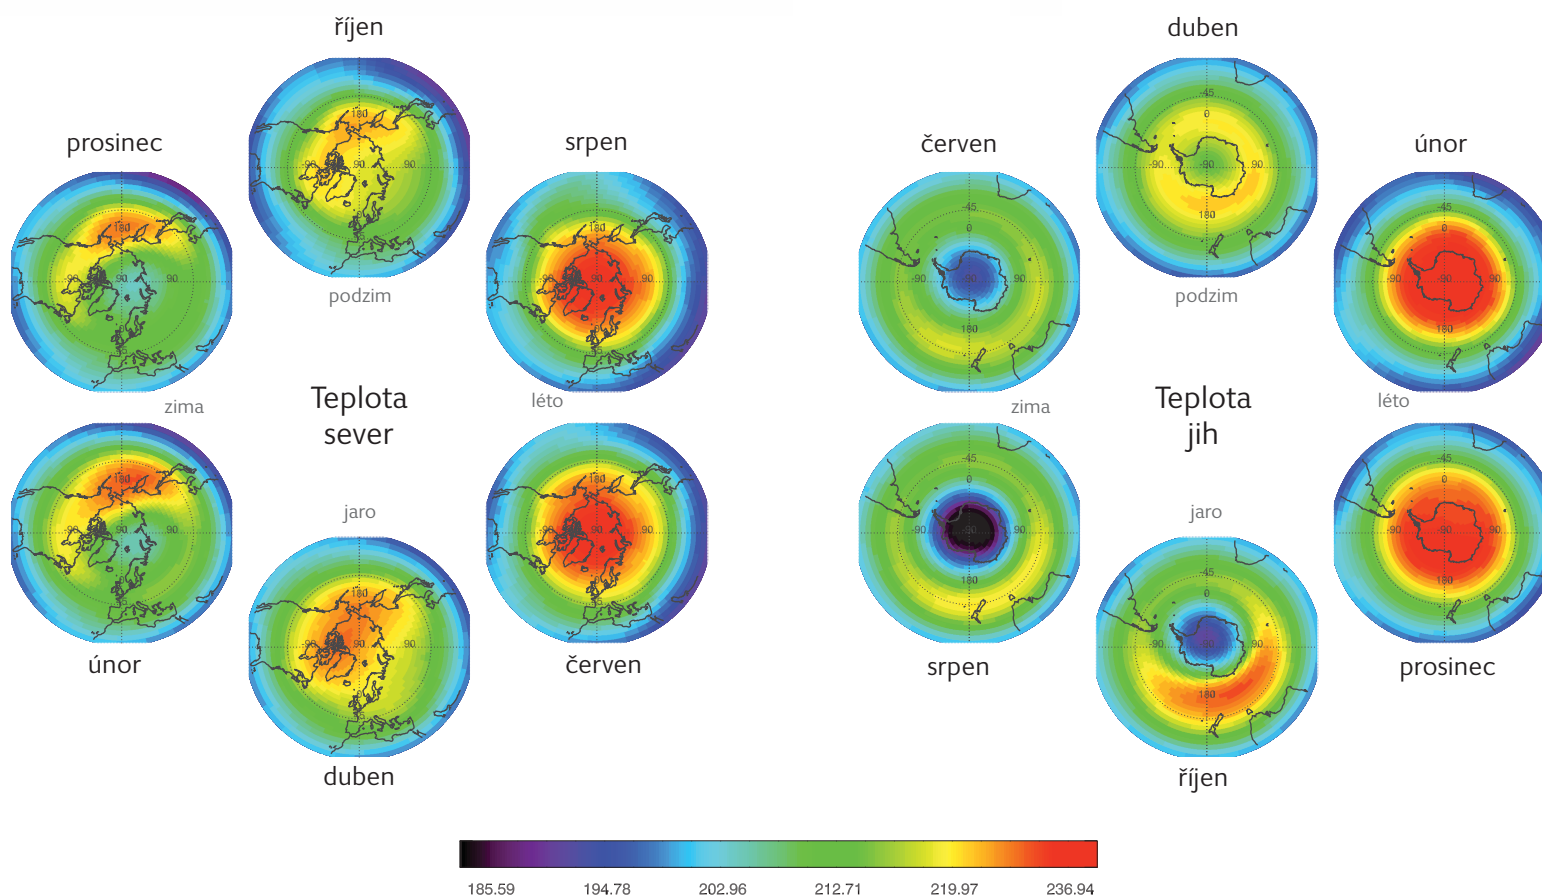 říjen
duben
prosinec
srpen
červen
únor
podzim
podzim
zima
Teplota
sever
léto
zima
Teplota
jih
léto
jaro
jaro
únor
červen
srpen
prosinec
duben
říjen
185.59 194.78 202.96 212.71 219.97 236.94